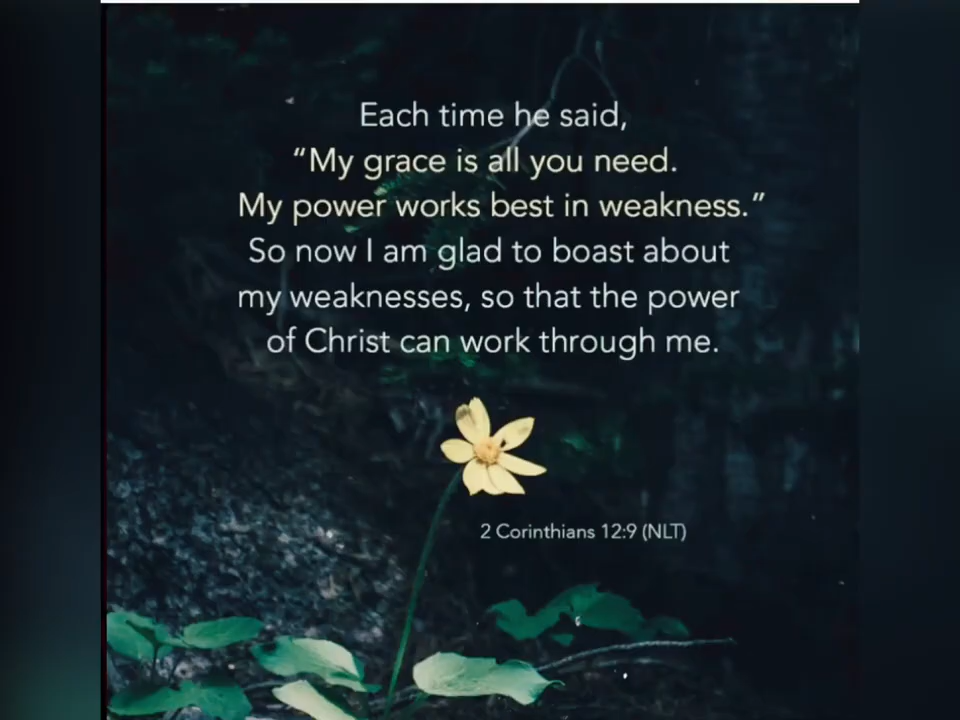 Each time he said,
“My grace is all you need.
My power works best in weakness.”
So now I am glad to boast about
my weaknesses, so that the power
of Christ can work through me.
2 Corinthians 12:9 (NLT)